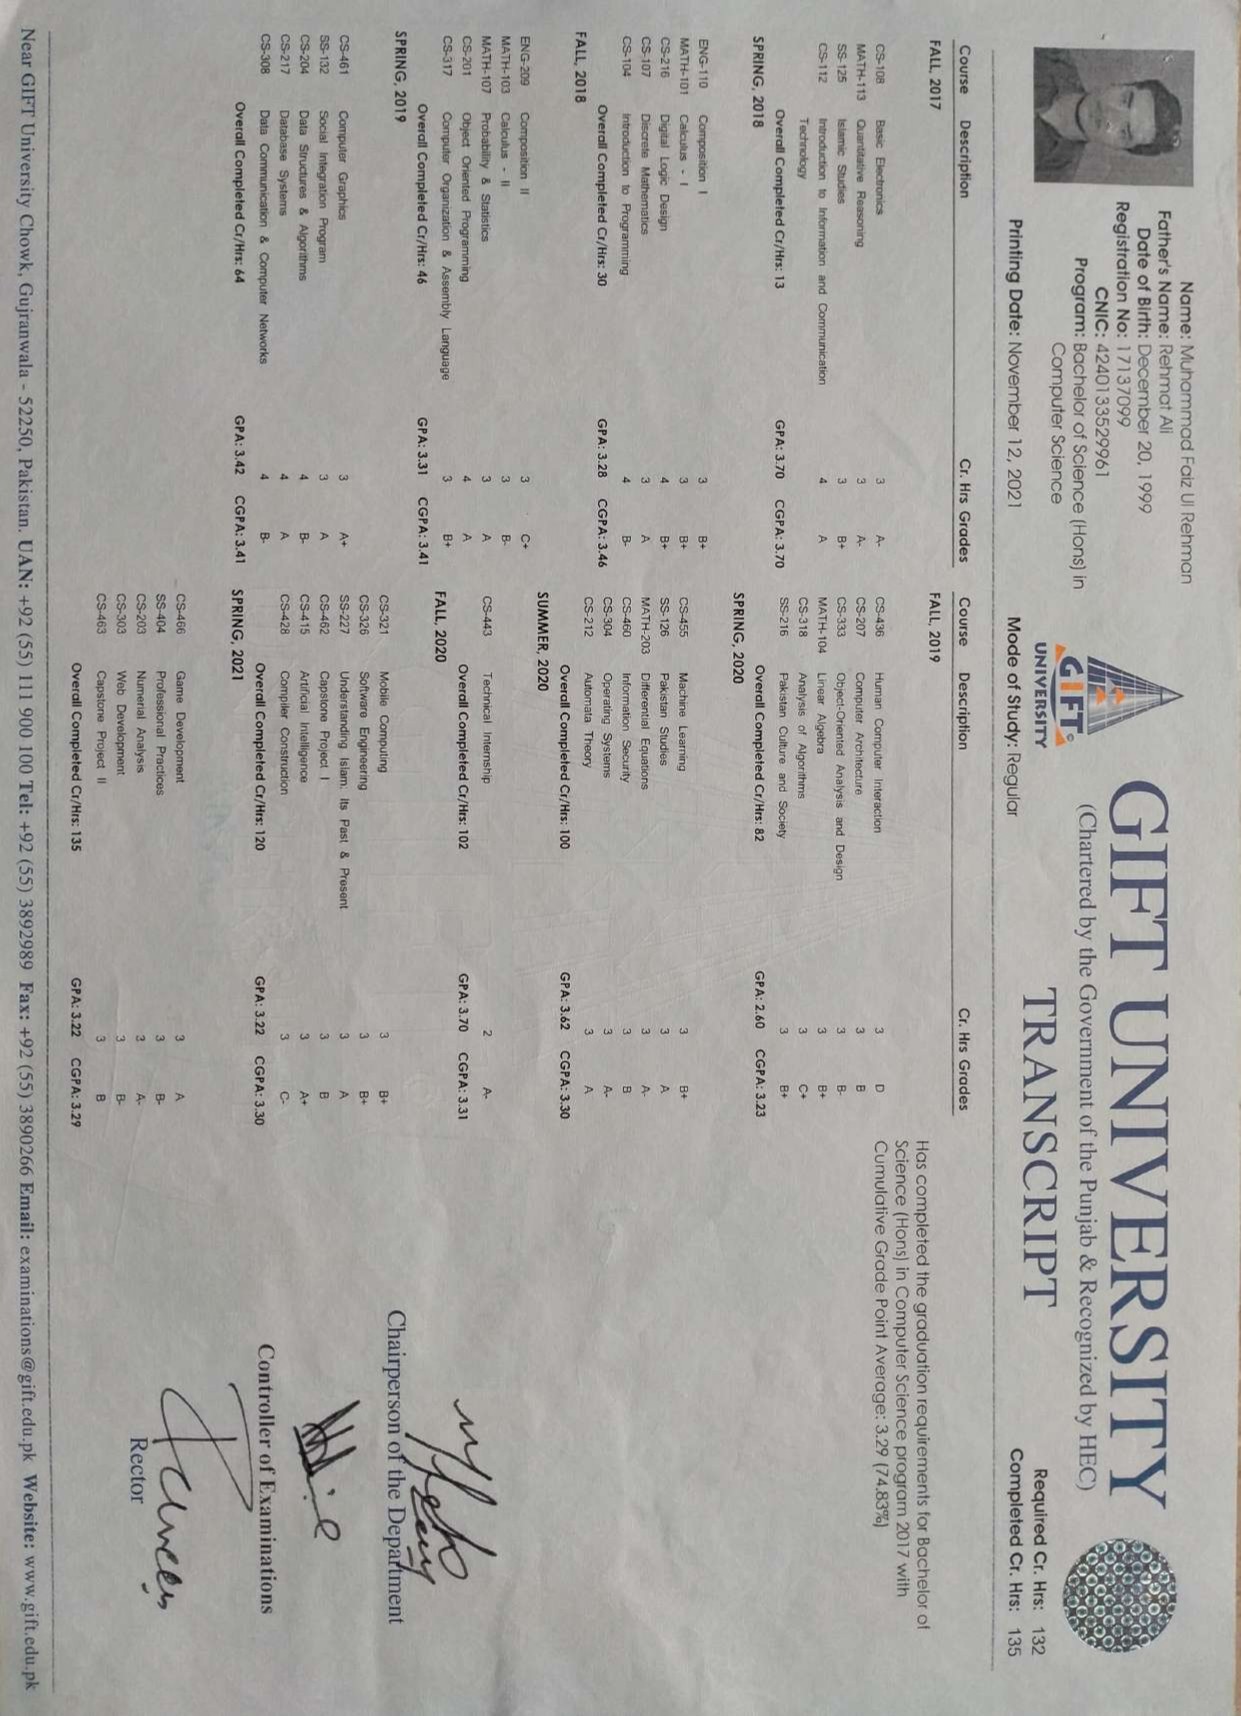 Name: Muhammad Faiz Ul Rehman
Father's Name: Rehmat Ali
Date of Birth: December 20, 1999
Registration No: 17137099
CNIC: 4240133529961
Program: Bachelor of Science (Hons) in
Computer Science
Printing Date: November 12, 2021
GIFT
UNIVERSITY
Mode of Study: Regular
GIFT UNIVERSITY
(Chartered by the Government of the Punjab & Recognized by HEC)
TRANSCRIPT
Required Cr. Hrs: 132
Completed Cr. Hrs: 135
Course Description Cr. Hrs Grades
FALL, 2017
CS-108 Basic Electronics 3 A-
MATH-113 Quantitative Reasoning 3 A-
SS-125 Islamic Studies 3 B+
CS-112 Introduction to Information and Communication 4 A
Technology
Overall Completed Cr/Hrs: 13 GPA: 3.70 CGPA: 3.70
SPRING, 2018
ENG-110 Composition I 3 B+
MATH-101 Calculus - I 3 B+
CS-216 Digital Logic Design 4 B+
CS-107 Discrete Mathematics 3 A
CS-104 Introduction to Programming 4 B-
Overall Completed Cr/Hrs: 30 GPA: 3.28 CGPA: 3.46
FALL, 2018
ENG-209 Composition II 3 C+
MATH-103 Calculus - II 3 B-
MATH-107 Probability & Statistics 3 A
CS-201 Object Oriented Programming 4 A
CS-317 Computer Organization & Assembly Language 3 B+
Overall Completed Cr/Hrs: 46 GPA: 3.31 CGPA: 3.41
SPRING, 2019
CS-461 Computer Graphics 3 A+
SS-132 Social Integration Program 3 A
CS-204 Data Structures & Algorithms 4 B-
CS-217 Database Systems 4 A
CS-308 Data Communication & Computer Networks 4 B-
Overall Completed Cr/Hrs: 64 GPA: 3.42 CGPA: 3.41
Course Description Cr. Hrs Grades
FALL, 2019
CS-436 Human Computer Interaction 3 D
CS-207 Computer Architecture 3 B
CS-333 Object-Oriented Analysis and Design 3 B-
MATH-104 Linear Algebra 3 B+
CS-318 Analysis of Algorithms 3 C+
SS-216 Pakistan Culture and Society 3 B+
Overall Completed Cr/Hrs: 82 GPA: 2.60 CGPA: 3.23
SPRING, 2020
CS-455 Machine Learning 3 B+
SS-126 Pakistan Studies 3 A
MATH-203 Differential Equations 3 A-
CS-460 Information Security 3 B
CS-304 Operating Systems 3 A-
CS-212 Automata Theory 3 A
Overall Completed Cr/Hrs: 100 GPA: 3.62 CGPA: 3.30
SUMMER, 2020
CS-443 Technical Internship 2 A-
Overall Completed Cr/Hrs: 102 GPA: 3.70 CGPA: 3.31
FALL, 2020
CS-321 Mobile Computing 3 B+
CS-326 Software Engineering 3 B+
SS-227 Understanding Islam: Its Past & Present 3 A
CS-462 Capstone Project I 3 B
CS-415 Artificial Intelligence 3 A+
CS-428 Compiler Construction 3 C-
Overall Completed Cr/Hrs: 120 GPA: 3.22 CGPA: 3.30
SPRING, 2021
CS-466 Game Development 3 A
SS-404 Professional Practices 3 B-
CS-203 Numerial Analysis 3 A-
CS-303 Web Development 3 B-
CS-463 Capstone Project II 3 B
Overall Completed Cr/Hrs: 135 GPA: 3.22 CGPA: 3.29
Has completed the graduation requirements for Bachelor of
Science (Hons) in Computer Science program 2017 with
Cumulative Grade Point Average: 3.29 (74.83%)
Chairperson of the Department
Controller of Examinations
Rector
Near GIFT University Chowk, Gujranwala - 52250, Pakistan. UAN: +92 (55) 111 900 100 Tel: +92 (55) 3892989 Fax: +92 (55) 3890266 Email: examinations@gift.edu.pk Website: www.gift.edu.pk